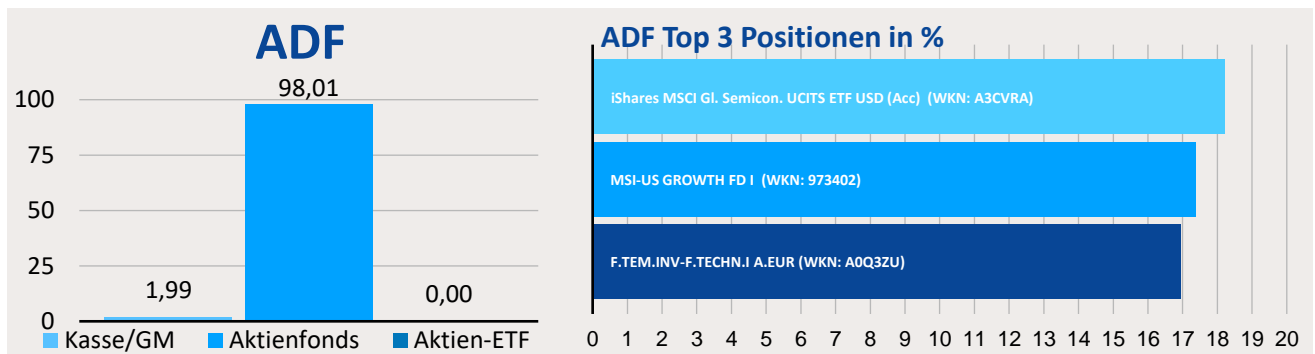 ADF
98,01
100
75
50
25
1,99
0,00
0
Kasse/GM Aktienfonds Aktien-ETF
ADF Top 3 Positionen in %
iShares MSCI Gl. Semicon. UCITS ETF USD (Acc) (WKN: A3CVRA)
MSI-US GROWTH FD I (WKN: 973402)
F.TEM.INV-F.TECHN.I A.EUR (WKN: A0Q3ZU)
0 1 2 3 4 5 6 7 8 9 10 11 12 13 14 15 16 17 18 19 20